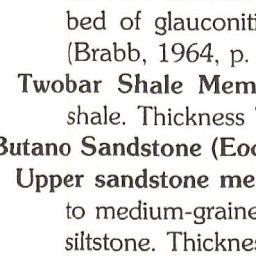 bed of glauconiti
(Brabb, 1964, p.
Twobar Shale Mem
shale. Thickness
Butano Sandstone (Eoc
Upper sandstone me
to medium-graine
siltstone. Thicknes